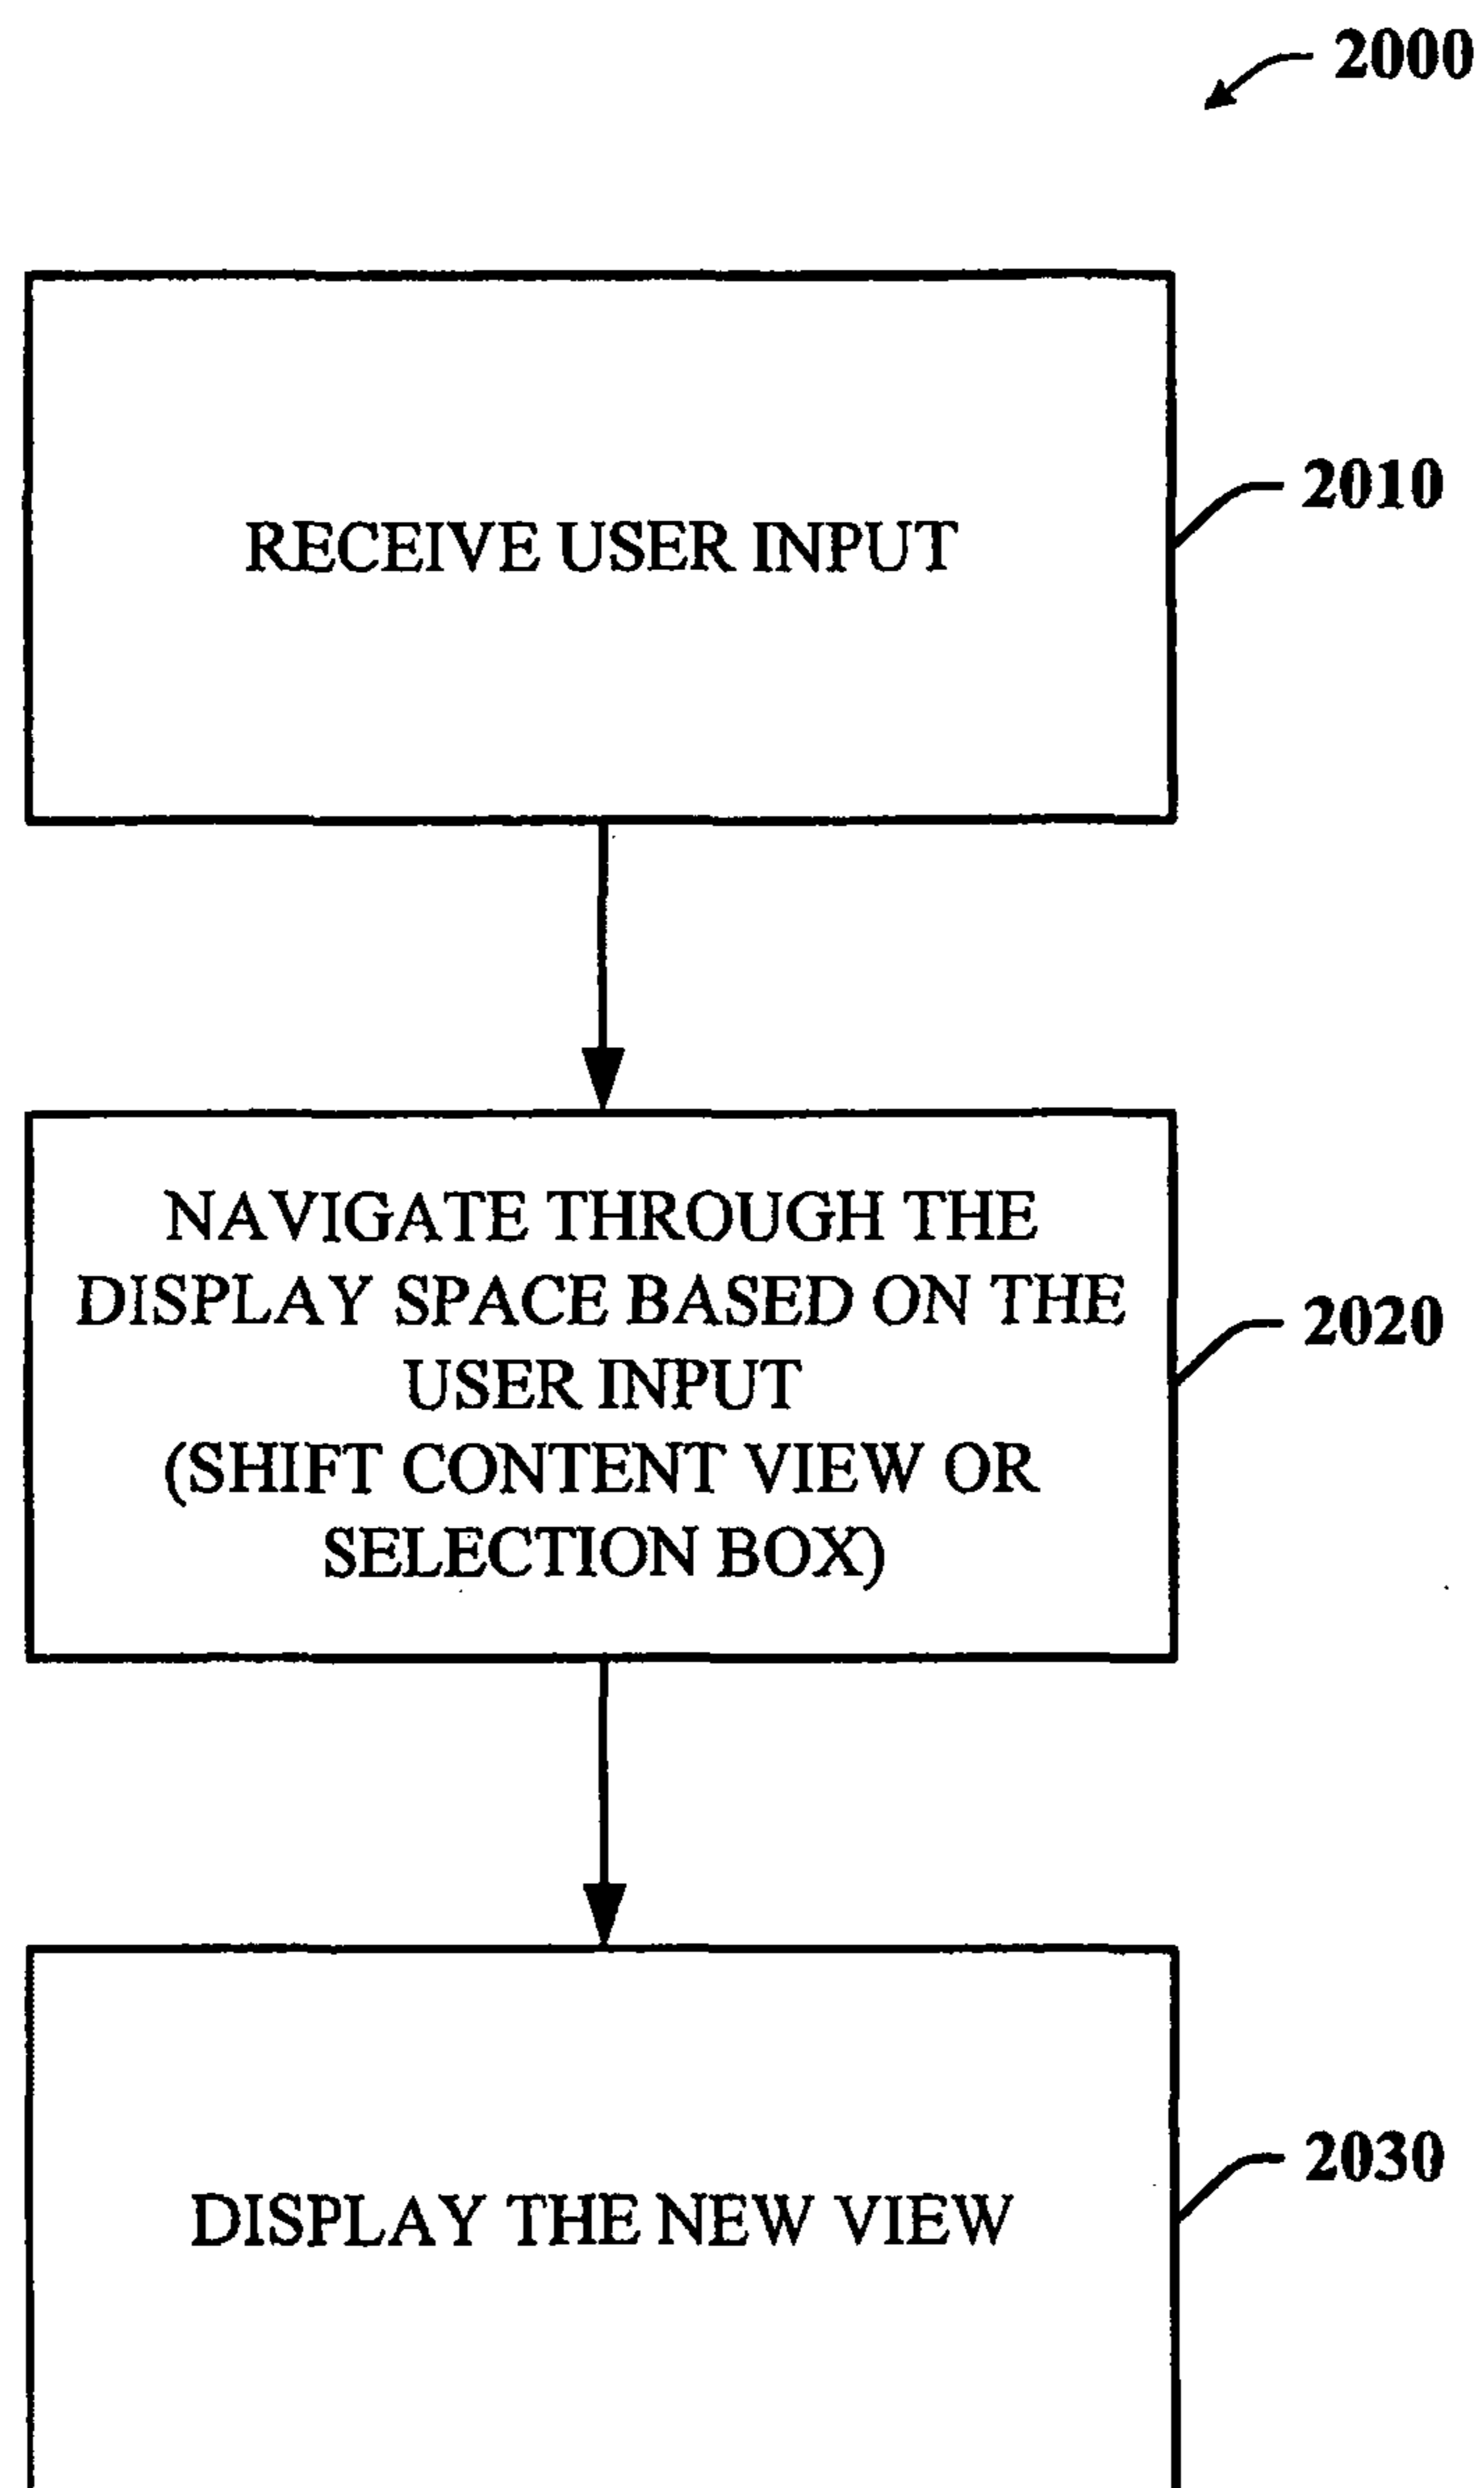 2000
RECEIVE USER INPUT
2010
NAVIGATE THROUGH THE
DISPLAY SPACE BASED ON THE
USER INPUT
(SHIFT CONTENT VIEW OR
SELECTION BOX)
2020
DISPLAY THE NEW VIEW
2030